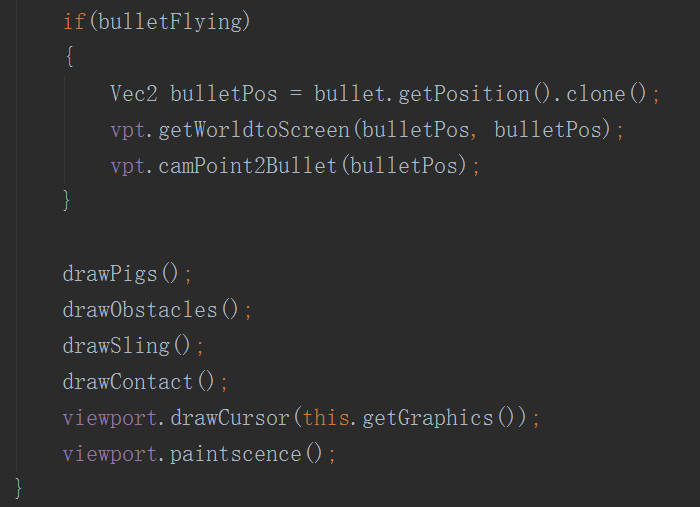 if(bulletFlying)
{
Vec2 bulletPos = bullet.getPosition().clone();
vpt.getWorldtoScreen(bulletPos, bulletPos);
vpt.camPoint2Bullet(bulletPos);
}
drawPigs();
drawObstacles();
drawSling();
drawContact();
viewport.drawCursor(this.getGraphics());
viewport.paintscence();
}